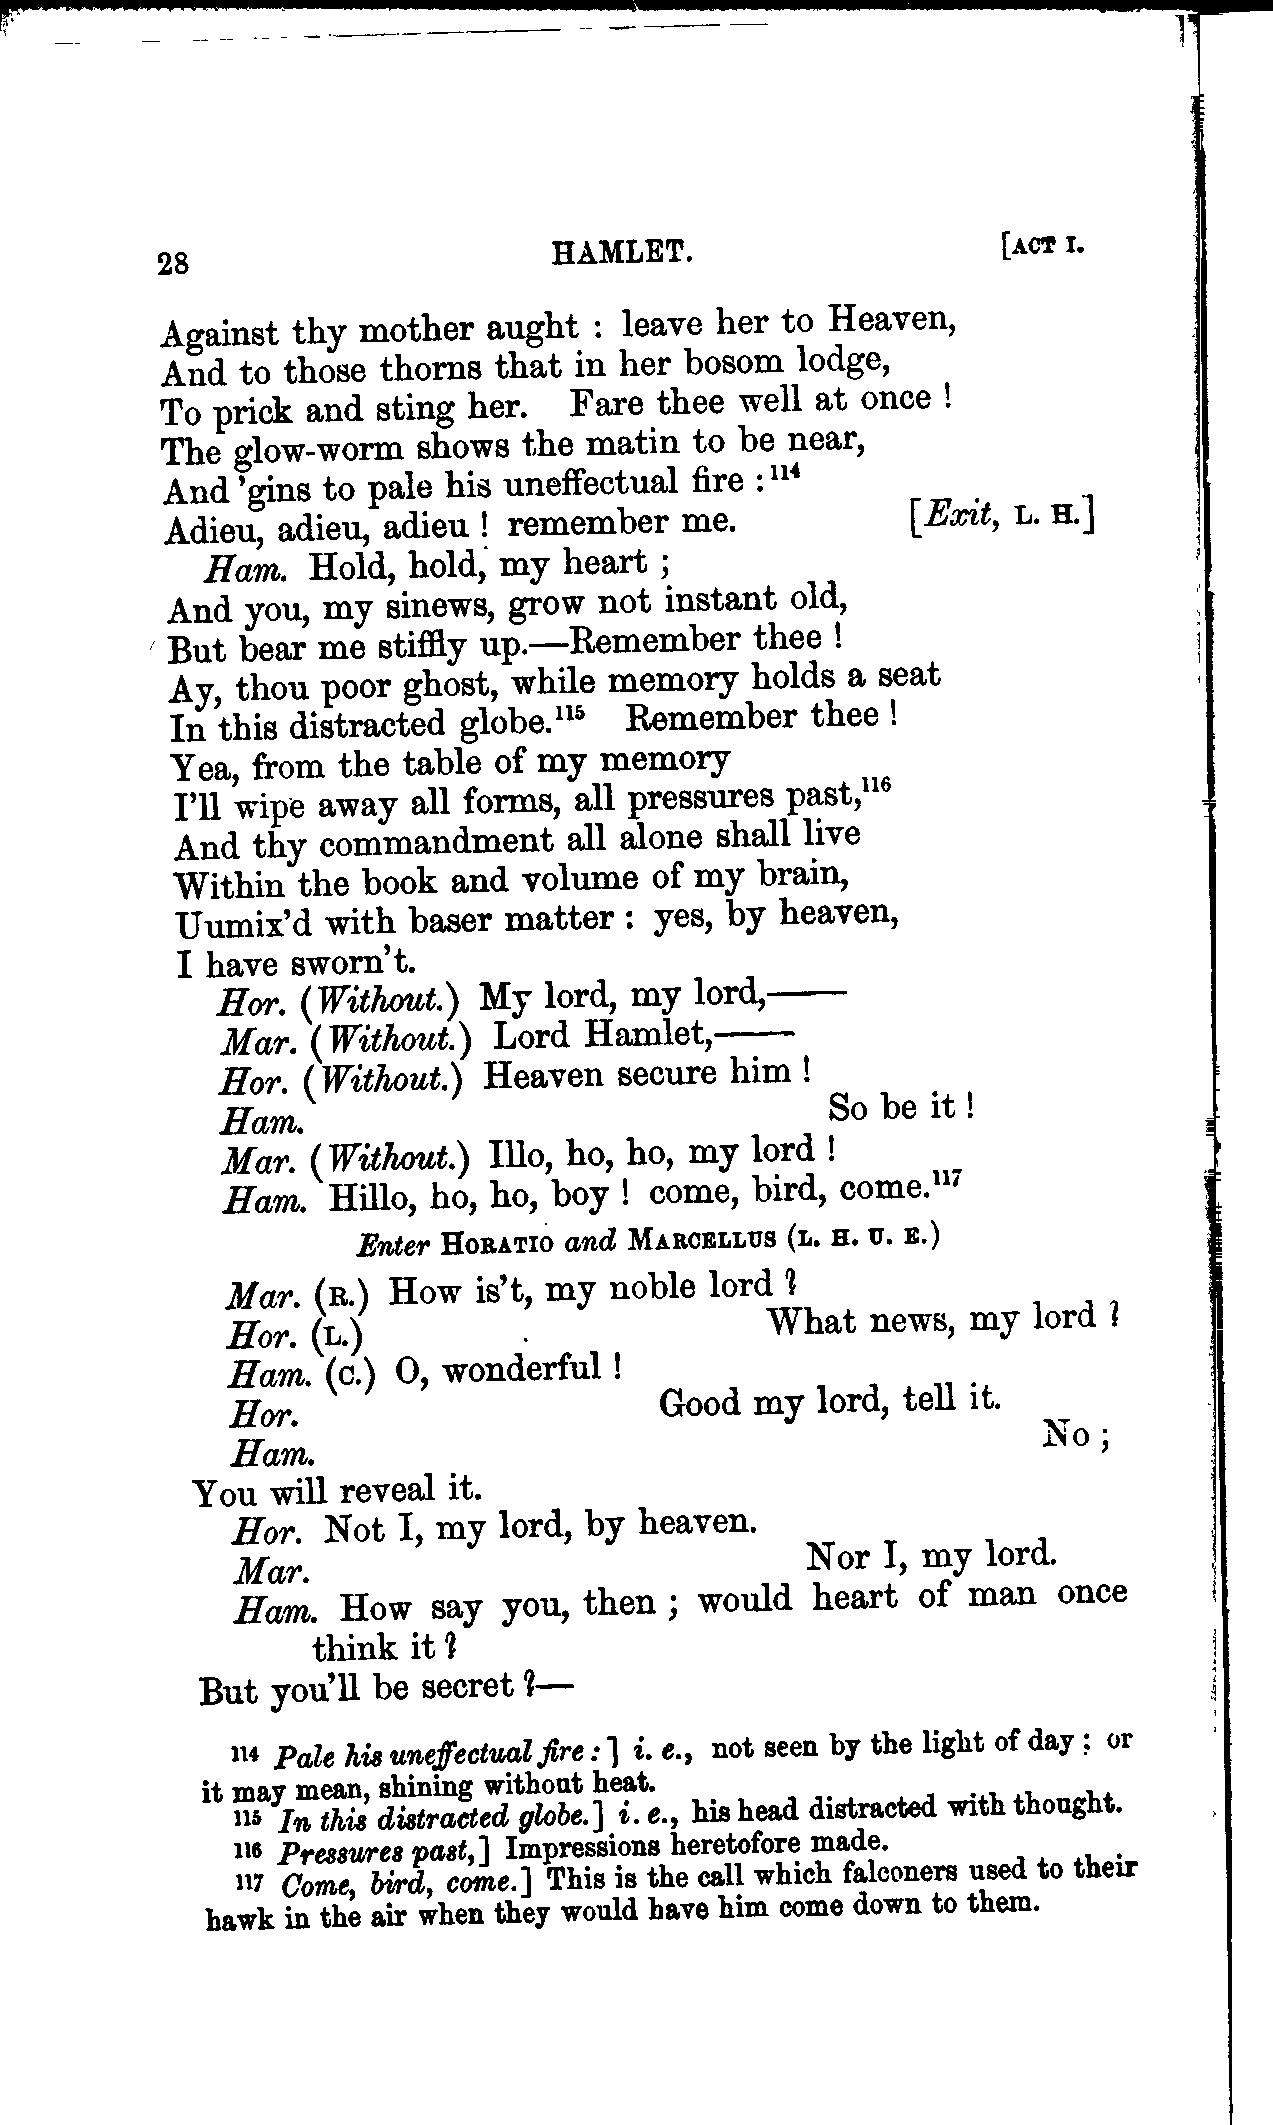 28 HAMLET. [ACT I.
Against thy mother aught : leave her to Heaven,
And to those thorns that in her bosom lodge,
To prick and sting her. Fare thee well at once !
The glow-worm shows the matin to be near,
And 'gins to pale his uneffectual fire :¹¹⁴
Adieu, adieu, adieu ! remember me. [Exit, L. H.]
Ham. Hold, hold, my heart ;
And you, my sinews, grow not instant old,
But bear me stiffly up.—Remember thee !
Ay, thou poor ghost, while memory holds a seat
In this distracted globe.¹¹⁵ Remember thee !
Yea, from the table of my memory
I'll wipe away all forms, all pressures past,¹¹⁶
And thy commandment all alone shall live
Within the book and volume of my brain,
Uumix'd with baser matter : yes, by heaven,
I have sworn't.
Hor. (Without.) My lord, my lord,——
Mar. (Without.) Lord Hamlet,——
Hor. (Without.) Heaven secure him !
Ham. So be it !
Mar. (Without.) Illo, ho, ho, my lord !
Ham. Hillo, ho, ho, boy ! come, bird, come.¹¹⁷
Enter HORATIO and MARCELLUS (L. H. U. E.)
Mar. (R.) How is't, my noble lord ?
Hor. (L.) What news, my lord ?
Ham. (C.) O, wonderful !
Hor. Good my lord, tell it.
Ham. No ;
You will reveal it.
Hor. Not I, my lord, by heaven.
Mar. Nor I, my lord.
Ham. How say you, then ; would heart of man once
think it ?
But you'll be secret ?—
¹¹⁴ Pale his uneffectual fire :] i. e., not seen by the light of day ; or
it may mean, shining without heat.
¹¹⁵ In this distracted globe.] i. e., his head distracted with thought.
¹¹⁶ Pressures past,] Impressions heretofore made.
¹¹⁷ Come, bird, come.] This is the call which falconers used to their
hawk in the air when they would have him come down to them.